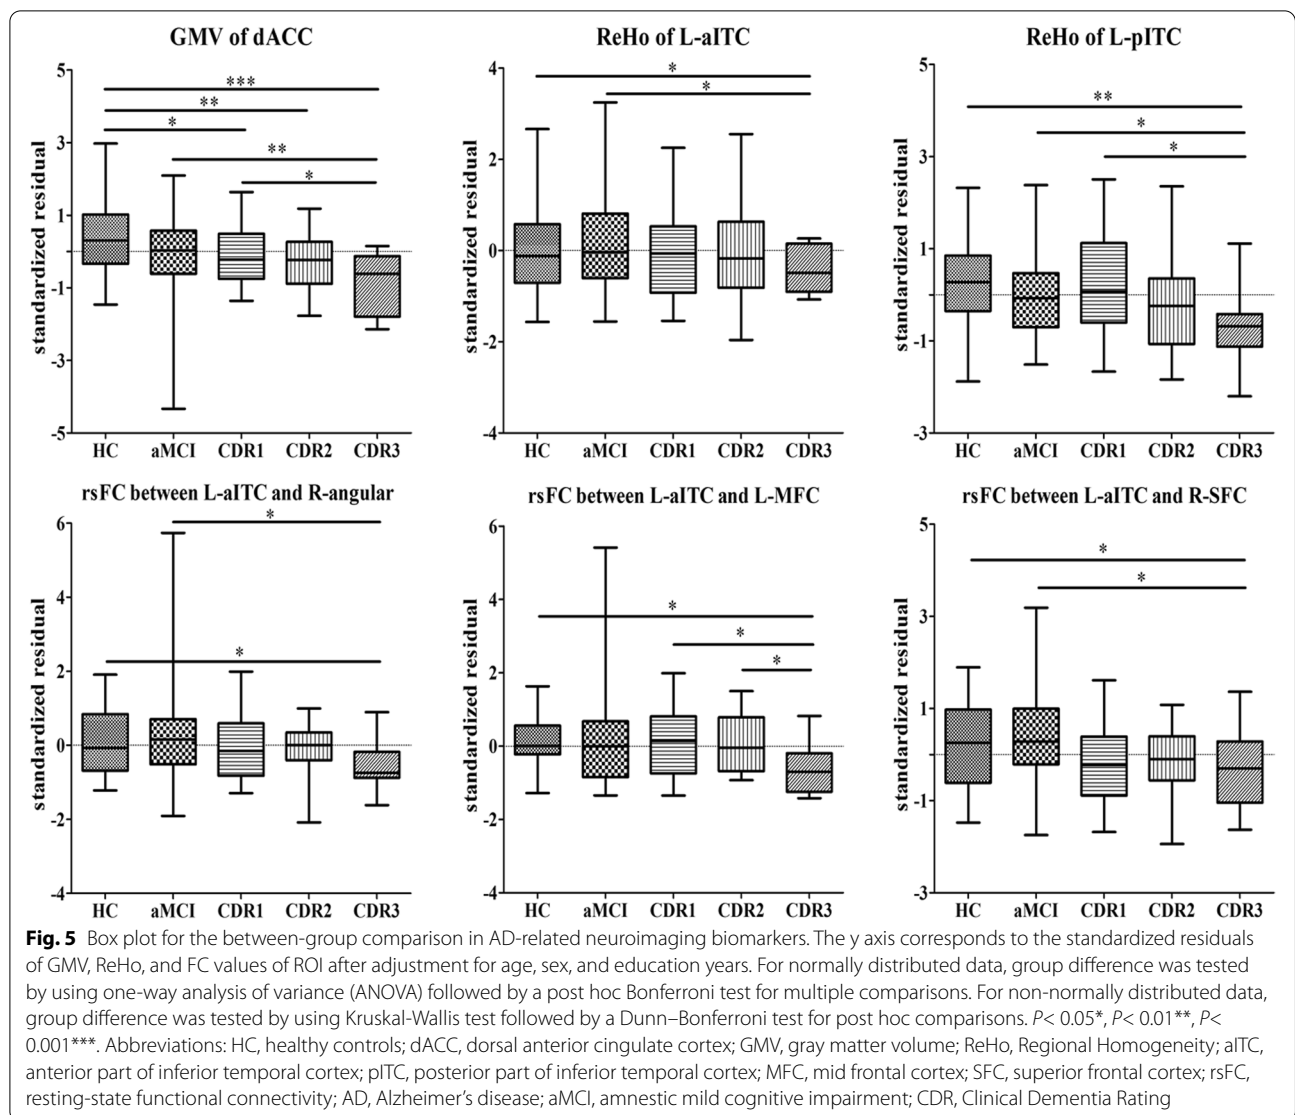 GMV of dACC
5
3
1
-1
-3
-5
standardized residual
***
**
*
**
*
HC aMCI CDR1 CDR2 CDR3
ReHo of L-aITC
4
2
0
-2
-4
standardized residual
*
*
HC aMCI CDR1 CDR2 CDR3
ReHo of L-pITC
5
3
1
-1
-3
standardized residual
**
*
*
HC aMCI CDR1 CDR2 CDR3
rsFC between L-aITC and R-angular
6
4
2
0
-2
-4
standardized residual
*
*
HC aMCI CDR1 CDR2 CDR3
rsFC between L-aITC and L-MFC
6
4
2
0
-2
-4
standardized residual
*
*
*
HC aMCI CDR1 CDR2 CDR3
rsFC between L-aITC and R-SFC
5
3
1
-1
-3
standardized residual
*
*
HC aMCI CDR1 CDR2 CDR3
Fig. 5 Box plot for the between-group comparison in AD-related neuroimaging biomarkers. The y axis corresponds to the standardized residuals
of GMV, ReHo, and FC values of ROI after adjustment for age, sex, and education years. For normally distributed data, group difference was tested
by using one-way analysis of variance (ANOVA) followed by a post hoc Bonferroni test for multiple comparisons. For non-normally distributed data,
group difference was tested by using Kruskal-Wallis test followed by a Dunn–Bonferroni test for post hoc comparisons. P< 0.05*, P< 0.01**, P<
0.001***. Abbreviations: HC, healthy controls; dACC, dorsal anterior cingulate cortex; GMV, gray matter volume; ReHo, Regional Homogeneity; aITC,
anterior part of inferior temporal cortex; pITC, posterior part of inferior temporal cortex; MFC, mid frontal cortex; SFC, superior frontal cortex; rsFC,
resting-state functional connectivity; AD, Alzheimer's disease; aMCI, amnestic mild cognitive impairment; CDR, Clinical Dementia Rating